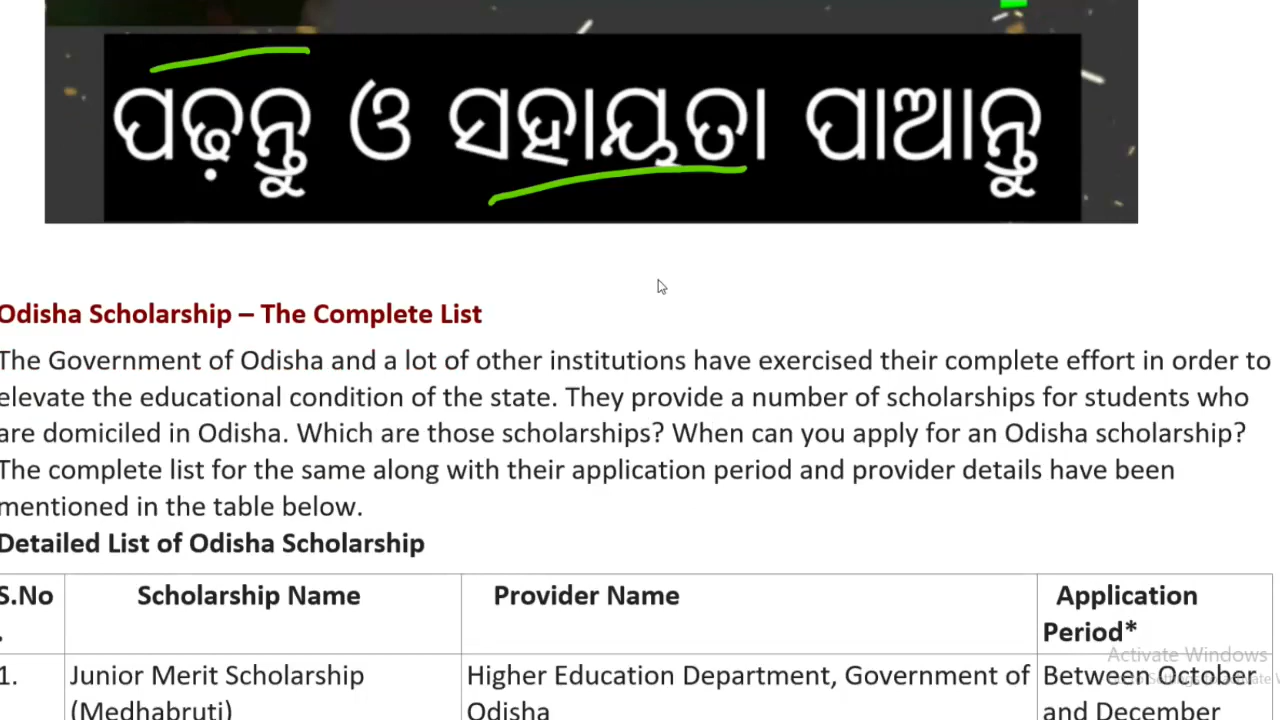 ପଢ଼ନ୍ତୁ ଓ ସହାୟତା ପାଆନ୍ତୁ
Odisha Scholarship – The Complete List
The Government of Odisha and a lot of other institutions have exercised their complete effort in order to
elevate the educational condition of the state. They provide a number of scholarships for students who
are domiciled in Odisha. Which are those scholarships? When can you apply for an Odisha scholarship?
The complete list for the same along with their application period and provider details have been
mentioned in the table below.
Detailed List of Odisha Scholarship
S.No. Scholarship Name Provider Name Application
Period*
1. Junior Merit Scholarship Higher Education Department, Government of Between October
(Medhabruti) Odisha and December
Activate Windows